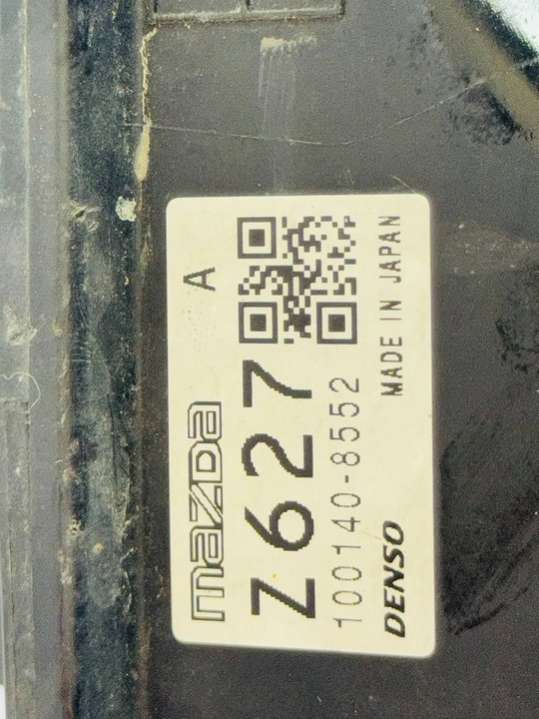 mazDa A
Z627
100140-8552
DENSO MADE IN JAPAN